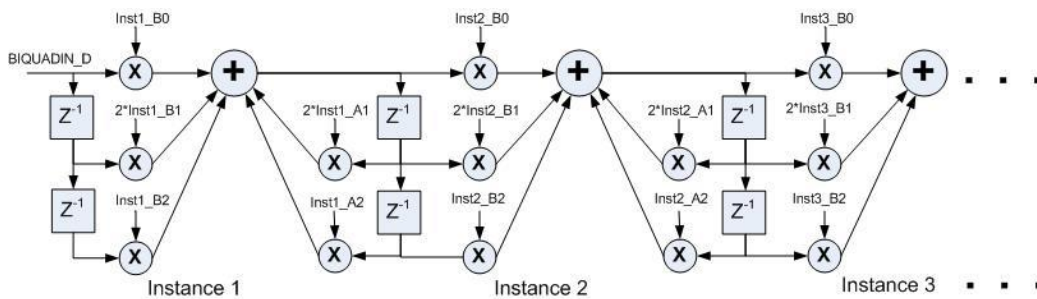 Inst1_B0
Inst2_B0
Inst3_B0
BIQUADIN_D
X
+
X
+
X
+
. . .
Z-1
2*Inst1_B1
2*Inst1_A1
Z-1
2*Inst2_B1
2*Inst2_A1
Z-1
2*Inst3_B1
X
X
X
X
X
Z-1
Inst1_B2
Inst1_A2
Z-1
Inst2_B2
Inst2_A2
Z-1
Inst3_B2
X
X
X
X
X
Instance 1
Instance 2
Instance 3
. . . .